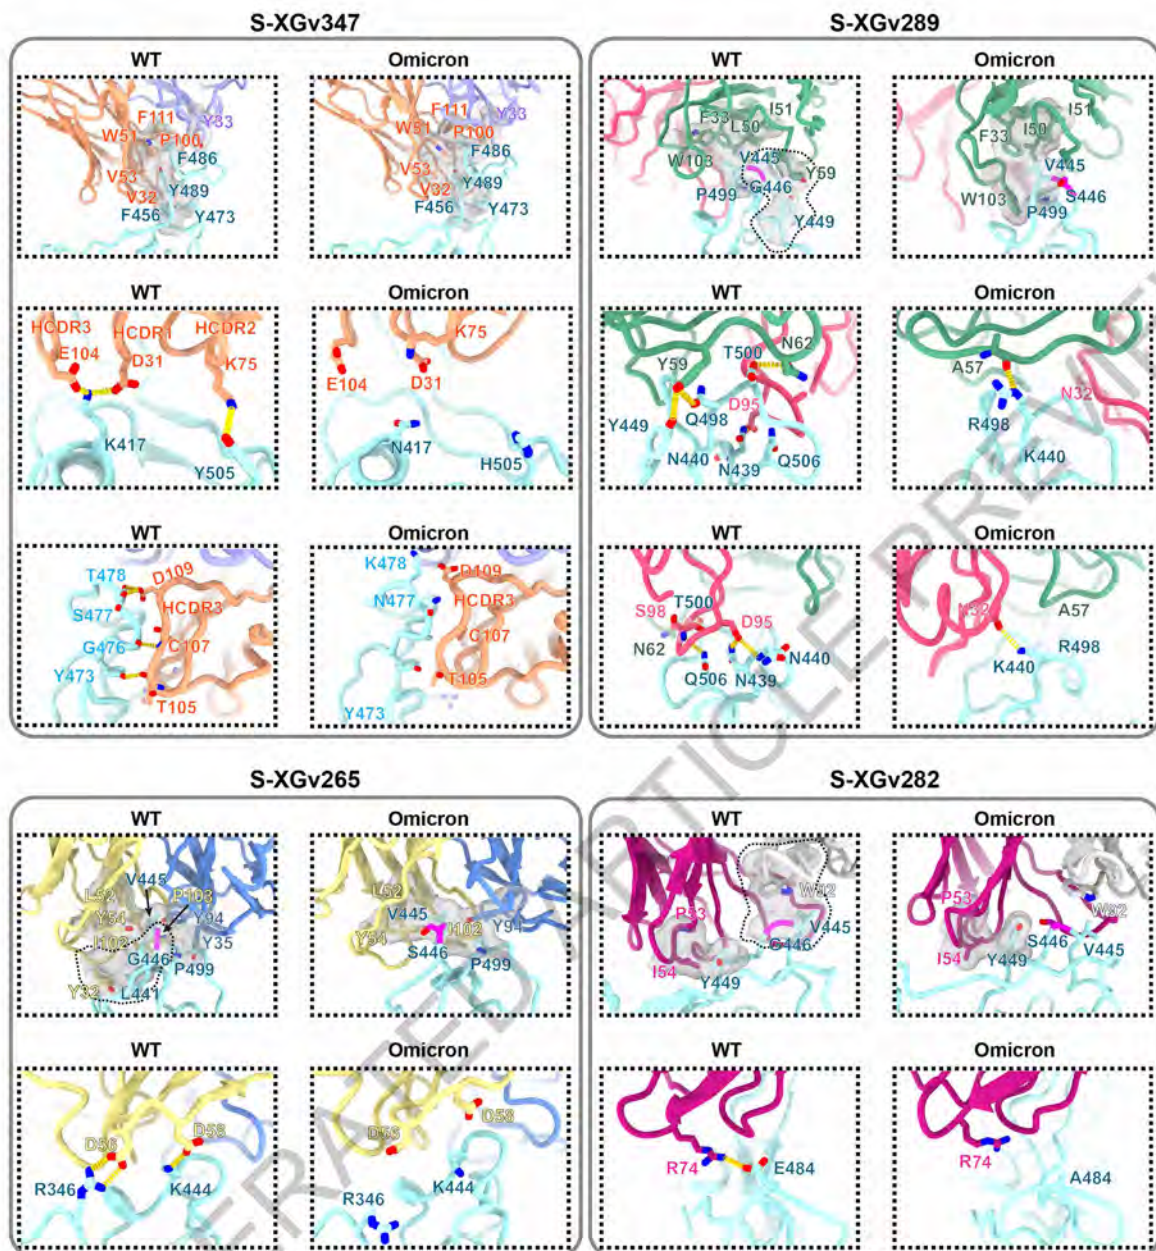 S-XGv347
WT
Omicron
F111
W51
P100
Y33
F486
V53
Y489
V32
F456
Y473
F111
W51
P100
Y33
F486
V53
Y489
V32
F456
Y473
WT
Omicron
HCDR3
HCDR1
HCDR2
E104
D31
K75
K417
Y505
K75
E104
D31
N417
H505
WT
Omicron
T478
D109
S477
HCDR3
G476
C107
Y473
T105
K478
D109
N477
HCDR3
C107
T105
Y473
S-XGv289
WT
Omicron
F33
I51
L50
W103
V445
Y59
P499
G446
Y449
I51
F33
I50
V445
W103
S446
P499
WT
Omicron
N62
T500
Y59
D95
Y449
Q498
N440
N439
Q506
A57
N32
R498
K440
WT
Omicron
S98
T500
D95
N62
N440
Q506
N439
N32
A57
R498
K440
S-XGv265
WT
Omicron
V445
P103
L52
Y54
Y94
I102
Y35
G446
P499
Y32
L441
L52
V445
Y94
I102
Y54
S446
P499
WT
Omicron
D56
D58
R346
K444
D58
D56
K444
R346
S-XGv282
WT
Omicron
W92
P53
V445
G446
I54
Y449
P53
W92
S446
I54
Y449
V445
WT
Omicron
R74
E484
R74
A484
ERATED ARTICLE PREVIEW